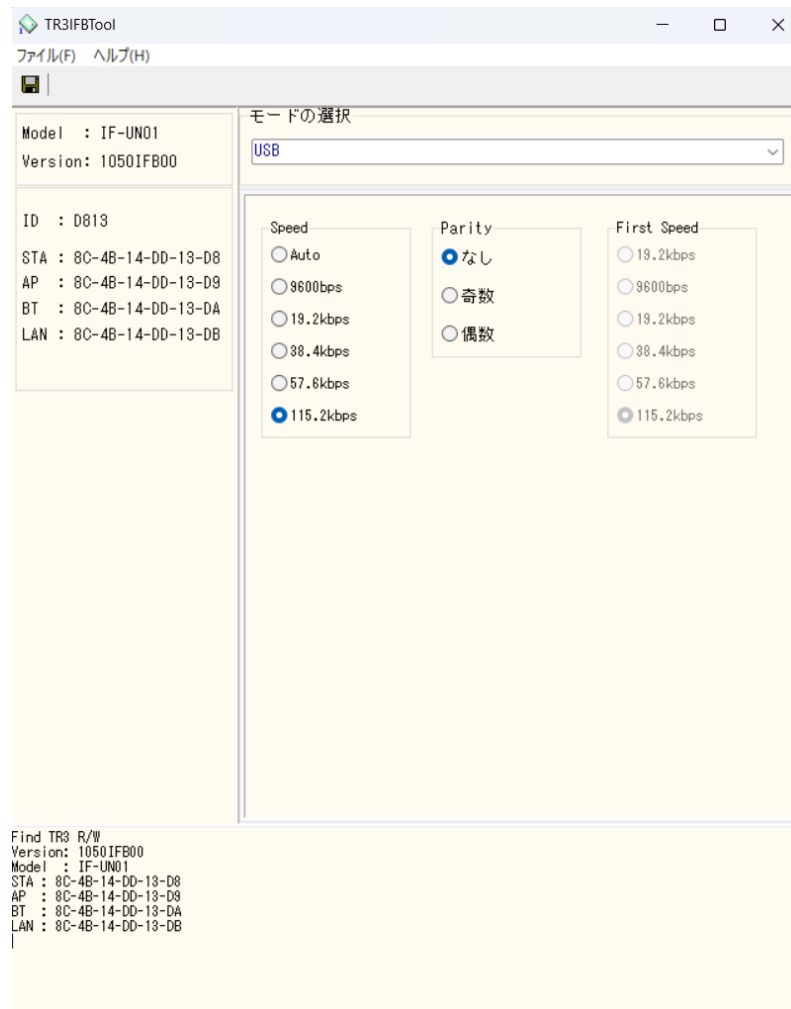 TR3IFBTool
ファイル(F) ヘルプ(H)
Model : IF-UN01
Version: 1050IFB00
ID : D813
STA : 8C-4B-14-DD-13-D8
AP : 8C-4B-14-DD-13-D9
BT : 8C-4B-14-DD-13-DA
LAN : 8C-4B-14-DD-13-DB
モードの選択
USB
Speed
Auto
9600bps
19.2kbps
38.4kbps
57.6kbps
115.2kbps
Parity
なし
奇数
偶数
First Speed
19.2kbps
9600bps
19.2kbps
38.4kbps
57.6kbps
115.2kbps
Find TR3 R/W
Version: 1050IFB00
Model : IF-UN01
STA : 8C-4B-14-DD-13-D8
AP : 8C-4B-14-DD-13-D9
BT : 8C-4B-14-DD-13-DA
LAN : 8C-4B-14-DD-13-DB